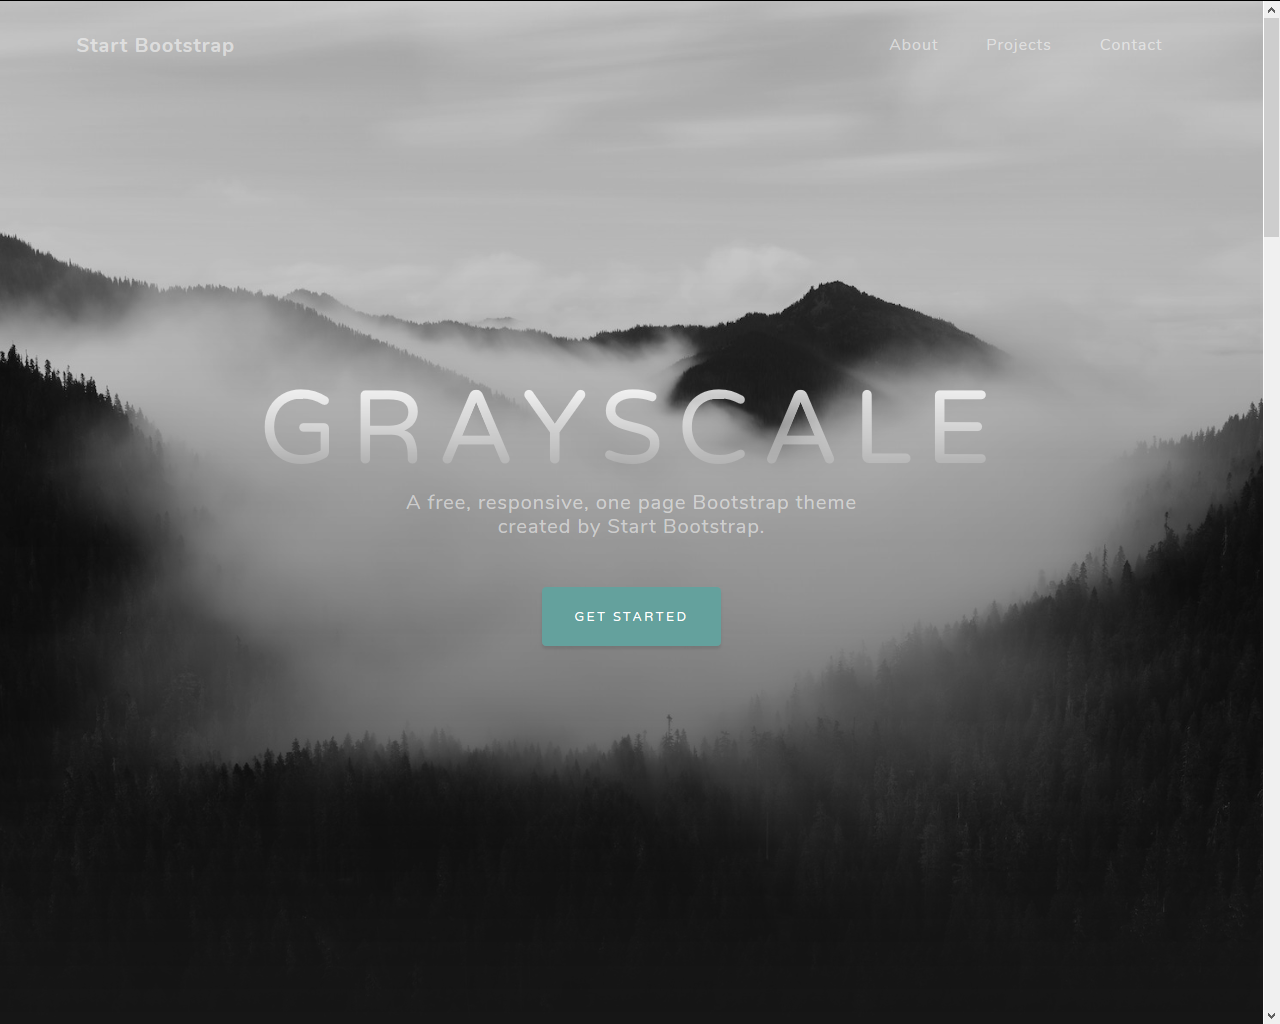 Start Bootstrap
About
Projects
Contact
GRAYSCALE
A free, responsive, one page Bootstrap theme
created by Start Bootstrap.
GET STARTED